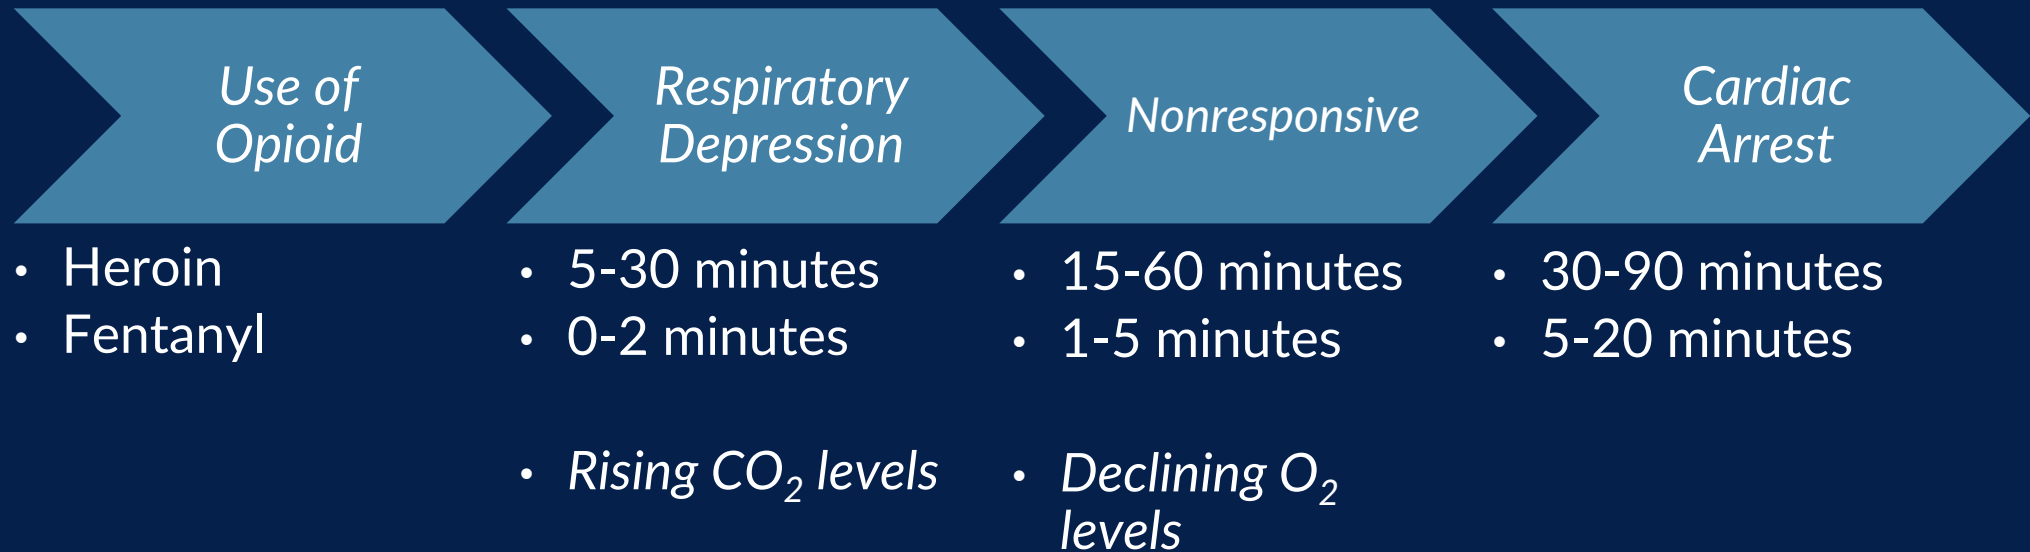 Use of
Opioid
Respiratory
Depression
Nonresponsive
Cardiac
Arrest
• Heroin
• Fentanyl
• 5-30 minutes
• 0-2 minutes
• Rising CO₂ levels
• 15-60 minutes
• 1-5 minutes
• Declining O₂
levels
• 30-90 minutes
• 5-20 minutes